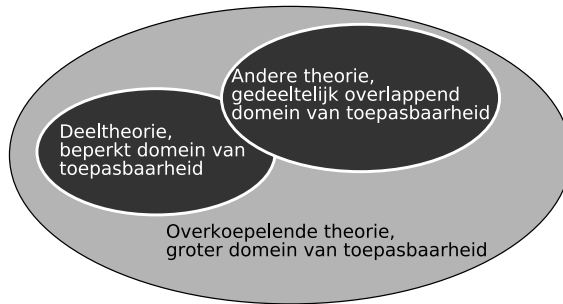 Andere theorie,
gedeeltelijk overlappend
domein van toepasbaarheid
Deeltheorie,
beperkt domein van
toepasbaarheid
Overkoepelende theorie,
groter domein van toepasbaarheid